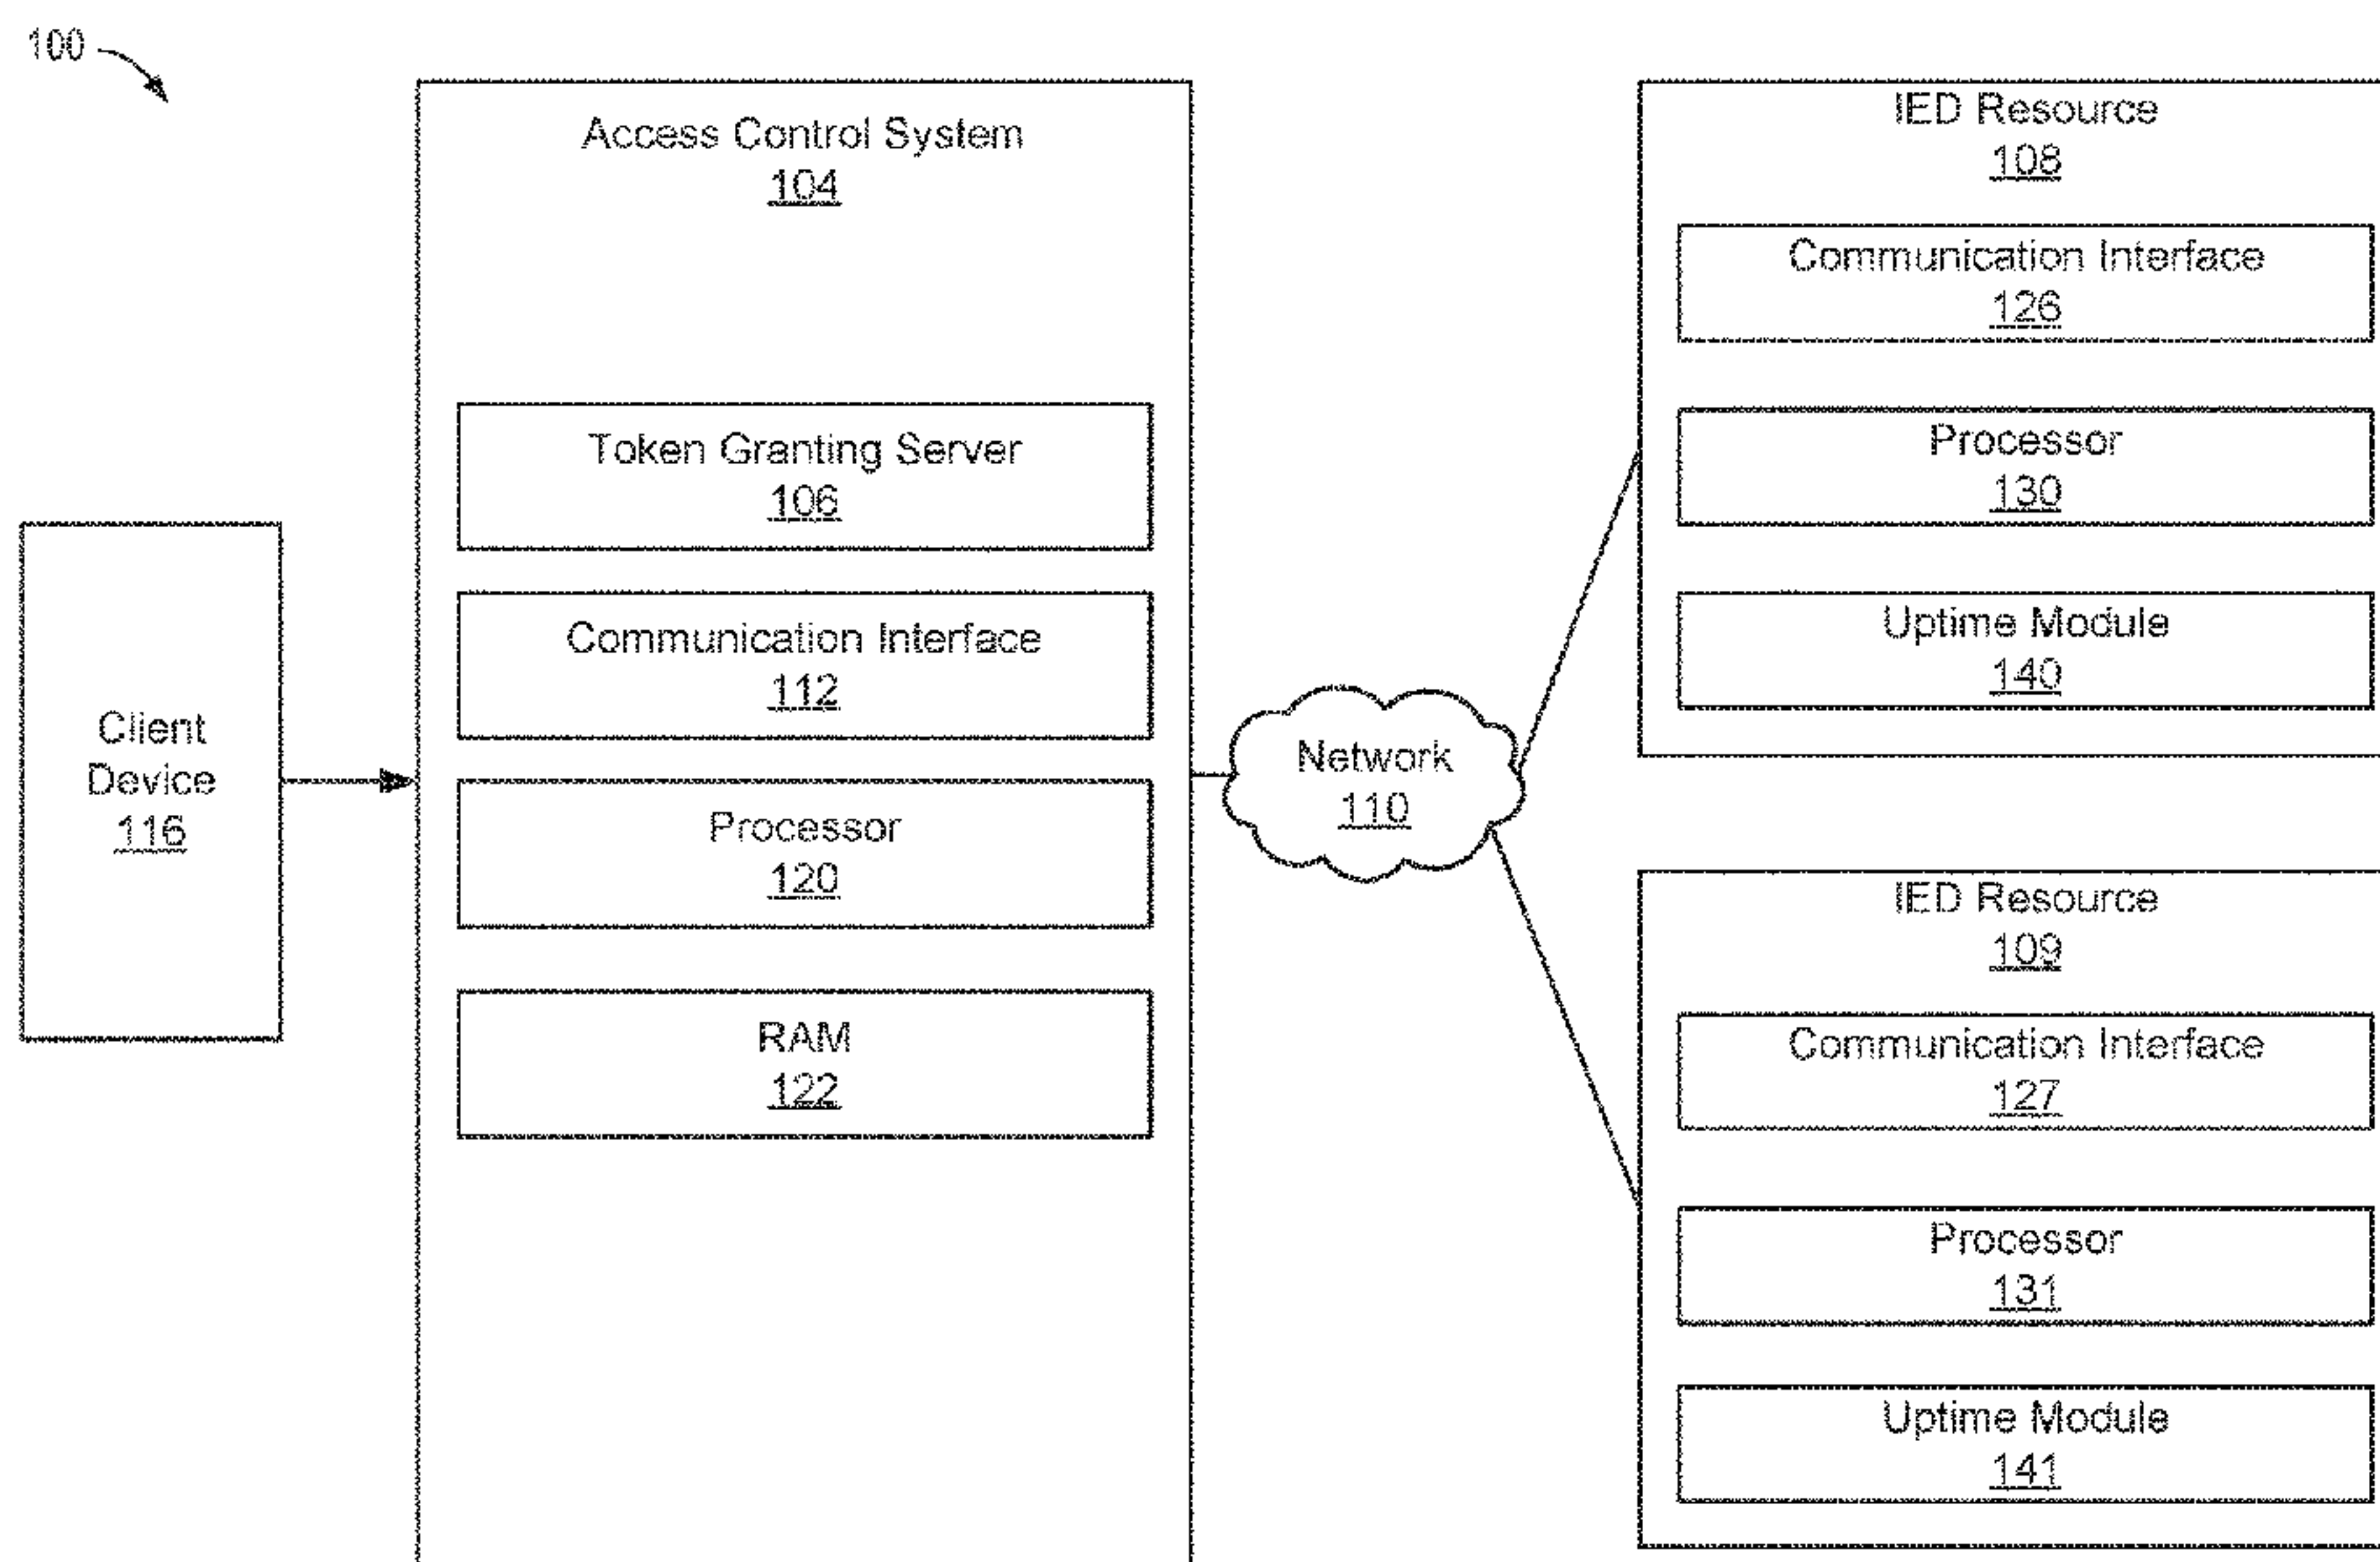 100
Access Control System
104
Token Granting Server
106
Communication Interface
112
Processor
120
RAM
122
Client
Device
116
Network
110
IED Resource
108
Communication Interface
126
Processor
130
Uptime Module
140
IED Resource
109
Communication Interface
127
Processor
131
Uptime Module
141